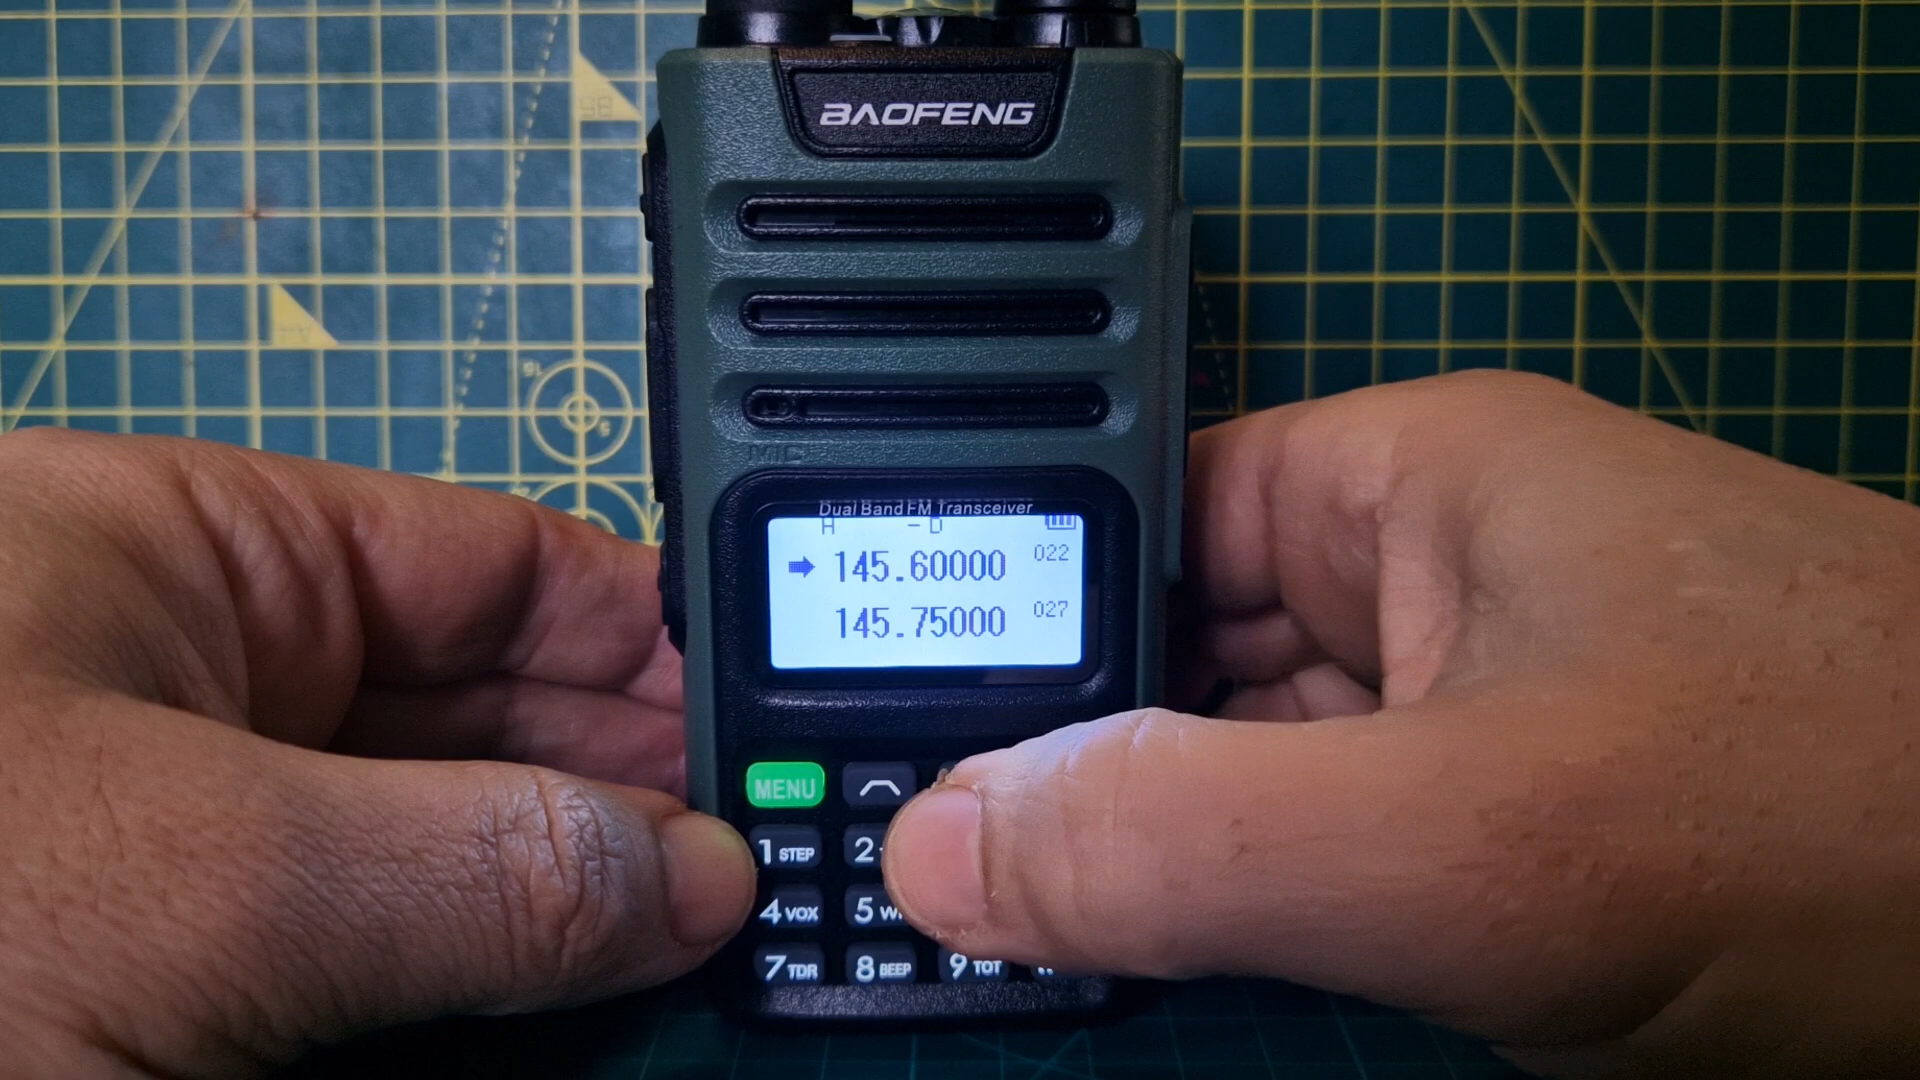 BAOFENG
MIC
Dual Band FM Transceiver
H - D
145.60000 022
145.75000 027
MENU
1 STEP 2
4 VOX 5
7 TDR 8 BEEP 9 TOT